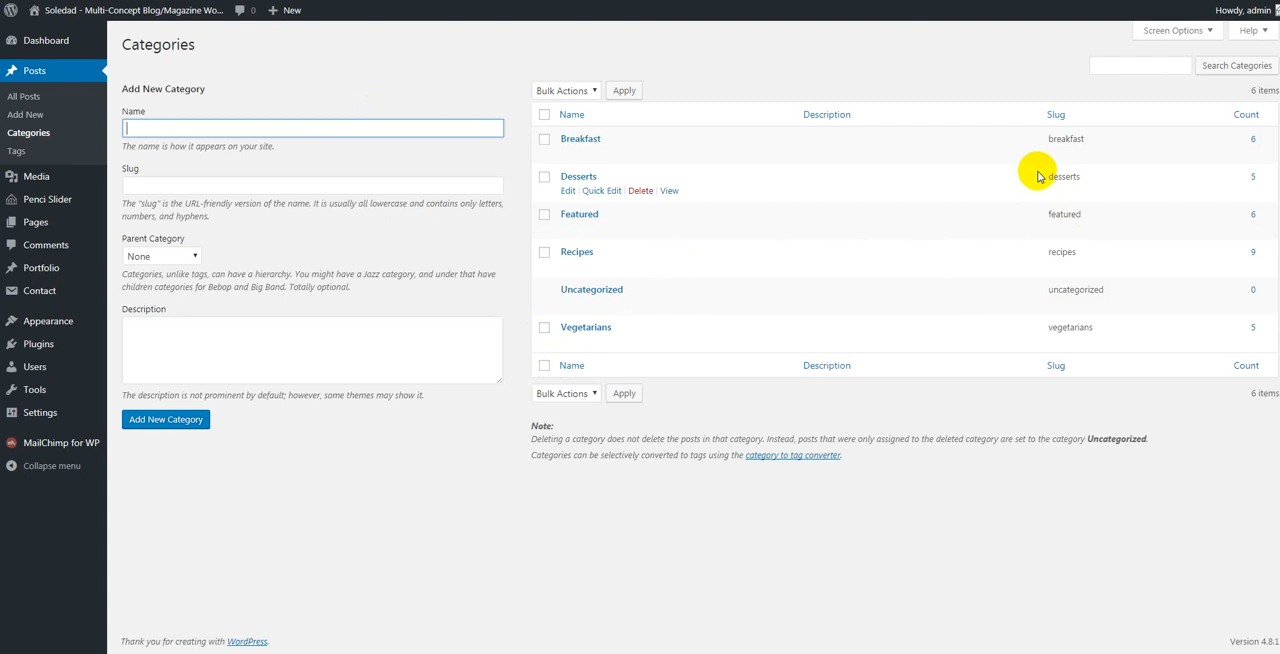 Soledad - Multi-Concept Blog/Magazine Wo... 0 New Howdy, admin
Screen Options Help
Dashboard
Posts
All Posts
Add New
Categories
Tags
Media
Penci Slider
Pages
Comments
Portfolio
Contact
Appearance
Plugins
Users
Tools
Settings
MailChimp for WP
Collapse menu
Categories
Search Categories
Add New Category
Name
The name is how it appears on your site.
Slug
The "slug" is the URL-friendly version of the name. It is usually all lowercase and contains only letters,
numbers, and hyphens.
Parent Category
None
Categories, unlike tags, can have a hierarchy. You might have a Jazz category, and under that have
children categories for Bebop and Big Band. Totally optional.
Description
The description is not prominent by default; however, some themes may show it.
Add New Category
Bulk Actions Apply 6 items
Name Description Slug Count
Breakfast breakfast 6
Desserts desserts 5
Edit | Quick Edit | Delete | View
Featured featured 6
Recipes recipes 9
Uncategorized uncategorized 0
Vegetarians vegetarians 5
Name Description Slug Count
Bulk Actions Apply 6 items
Note:
Deleting a category does not delete the posts in that category. Instead, posts that were only assigned to the deleted category are set to the category Uncategorized.
Categories can be selectively converted to tags using the category to tag converter.
Thank you for creating with WordPress. Version 4.8.1